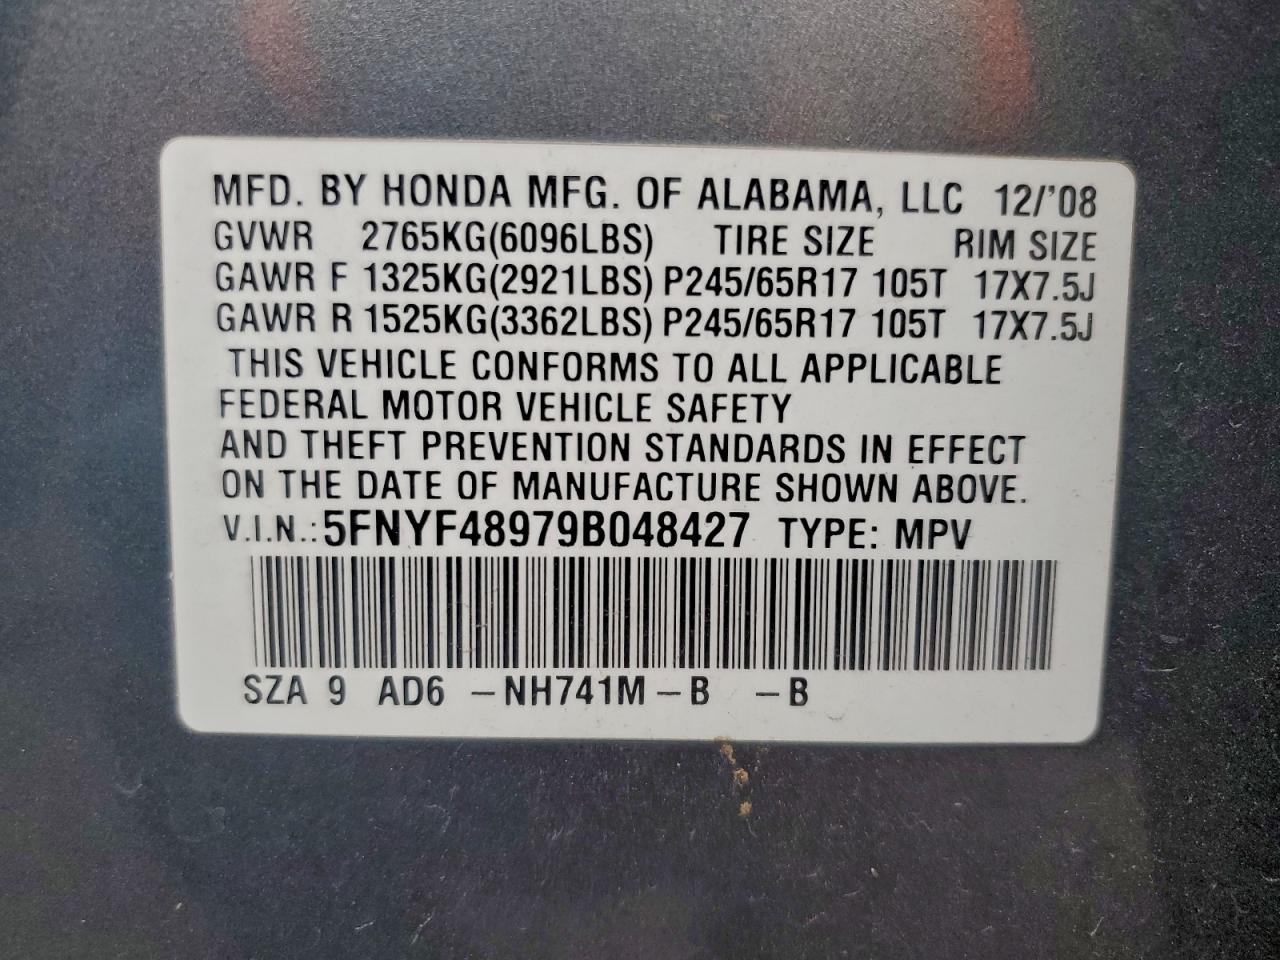 MFD. BY HONDA MFG. OF ALABAMA, LLC 12/'08
GVWR 2765KG(6096LBS) TIRE SIZE RIM SIZE
GAWR F 1325KG(2921LBS) P245/65R17 105T 17X7.5J
GAWR R 1525KG(3362LBS) P245/65R17 105T 17X7.5J
THIS VEHICLE CONFORMS TO ALL APPLICABLE
FEDERAL MOTOR VEHICLE SAFETY
AND THEFT PREVENTION STANDARDS IN EFFECT
ON THE DATE OF MANUFACTURE SHOWN ABOVE.
V.I.N.: 5FNYF48979B048427 TYPE: MPV
SZA 9 AD6 –NH741M–B –B